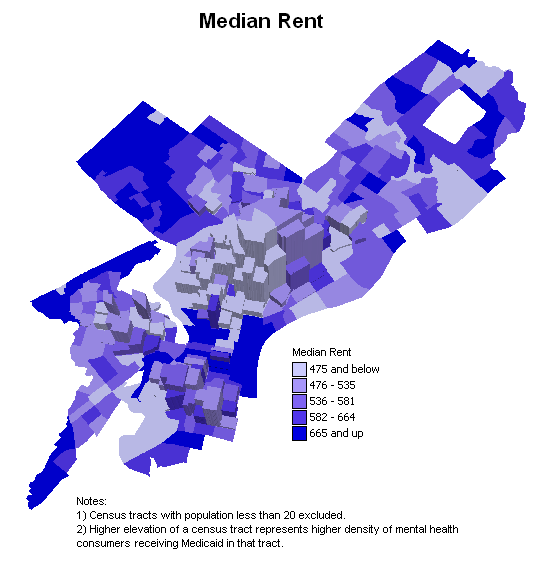 Median Rent
Median Rent
475 and below
476 - 535
536 - 581
582 - 664
665 and up
Notes:
1) Census tracts with population less than 20 excluded.
2) Higher elevation of a census tract represents higher density of mental health
consumers receiving Medicaid in that tract.